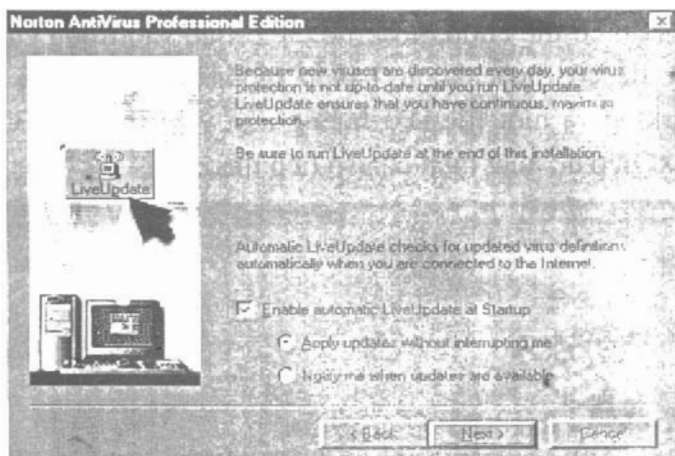 Norton AntiVirus Professional Edition
Because new viruses are discovered every day, your virus
protection is not up-to-date until you run LiveUpdate.
LiveUpdate ensures that you have continuous, maximum
protection.
Be sure to run LiveUpdate at the end of this installation.
LiveUpdate
Automatic LiveUpdate checks for updated virus definitions
automatically when you are connected to the Internet.
Enable automatic LiveUpdate at Startup
Apply updates without interrupting me
Notify me when updates are available
< Back
Next >
Cancel